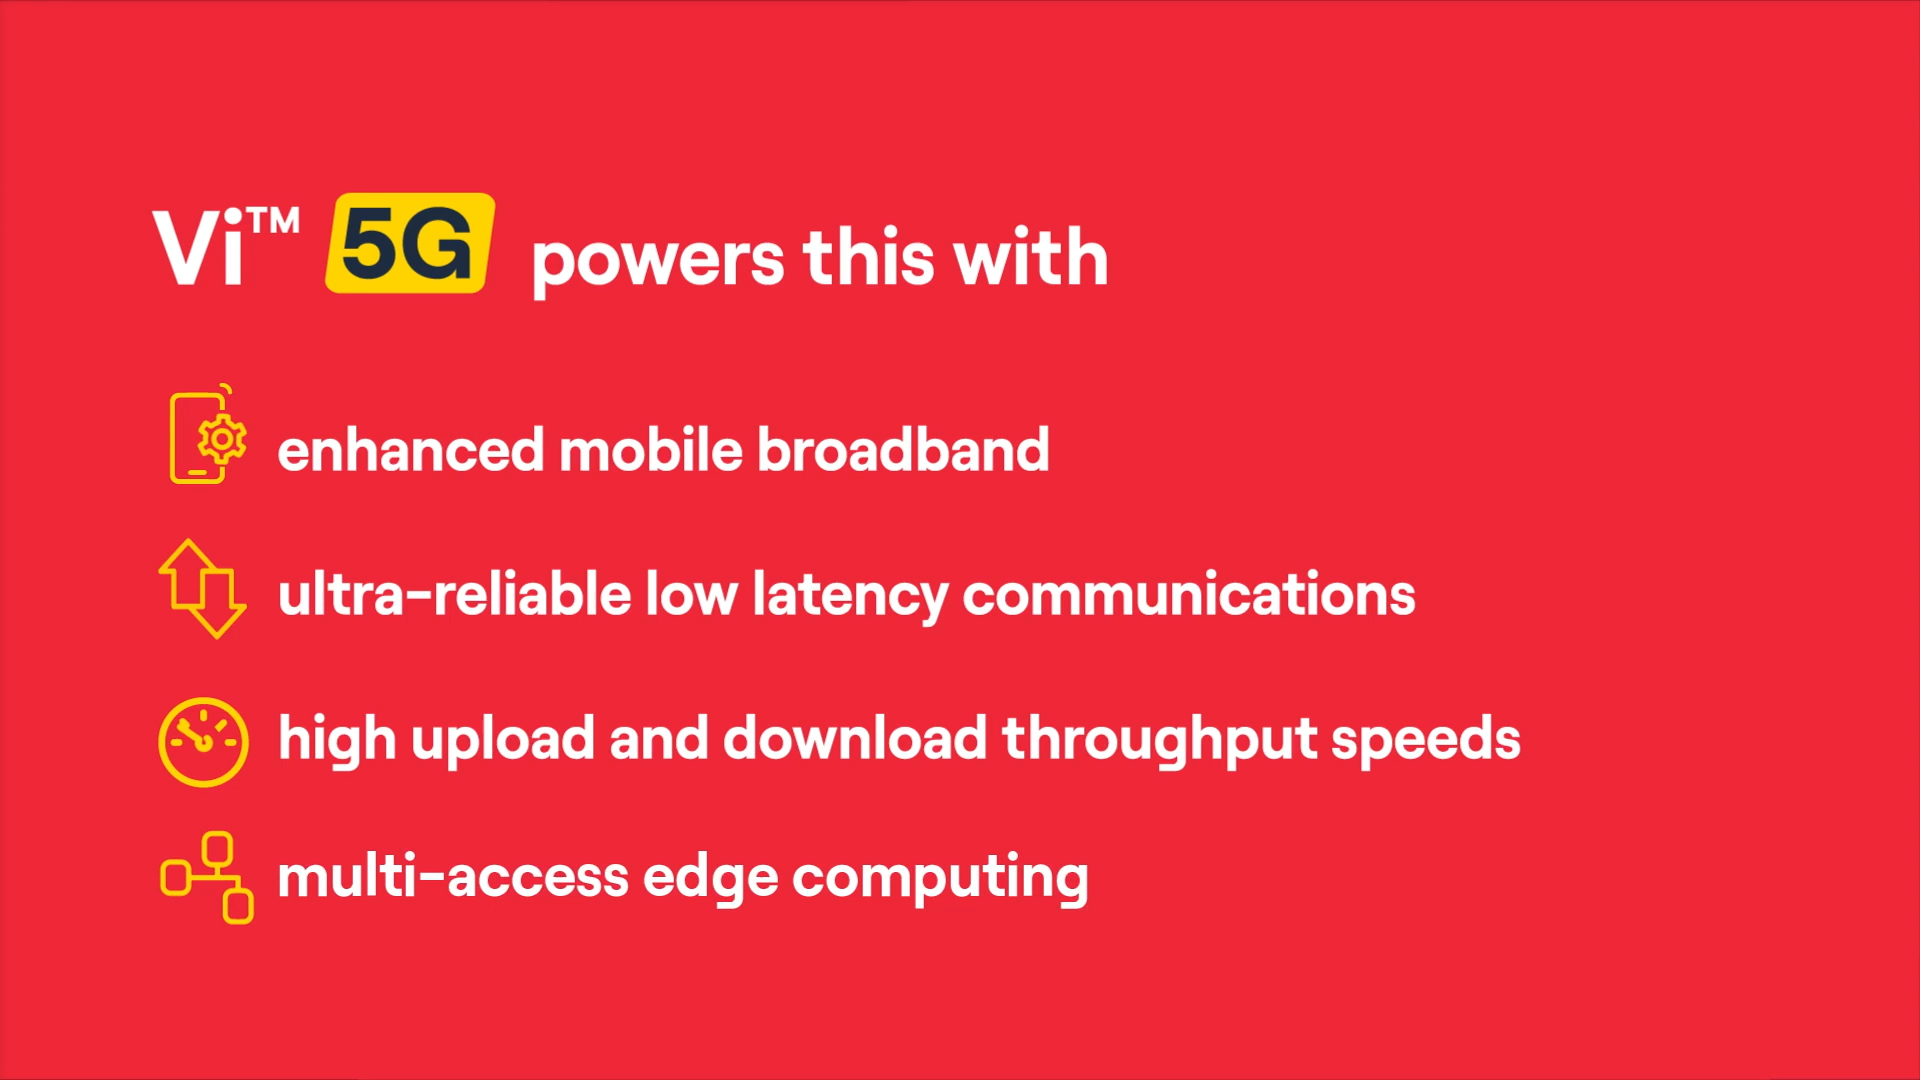 Vi™ 5G powers this with
enhanced mobile broadband
ultra-reliable low latency communications
high upload and download throughput speeds
multi-access edge computing